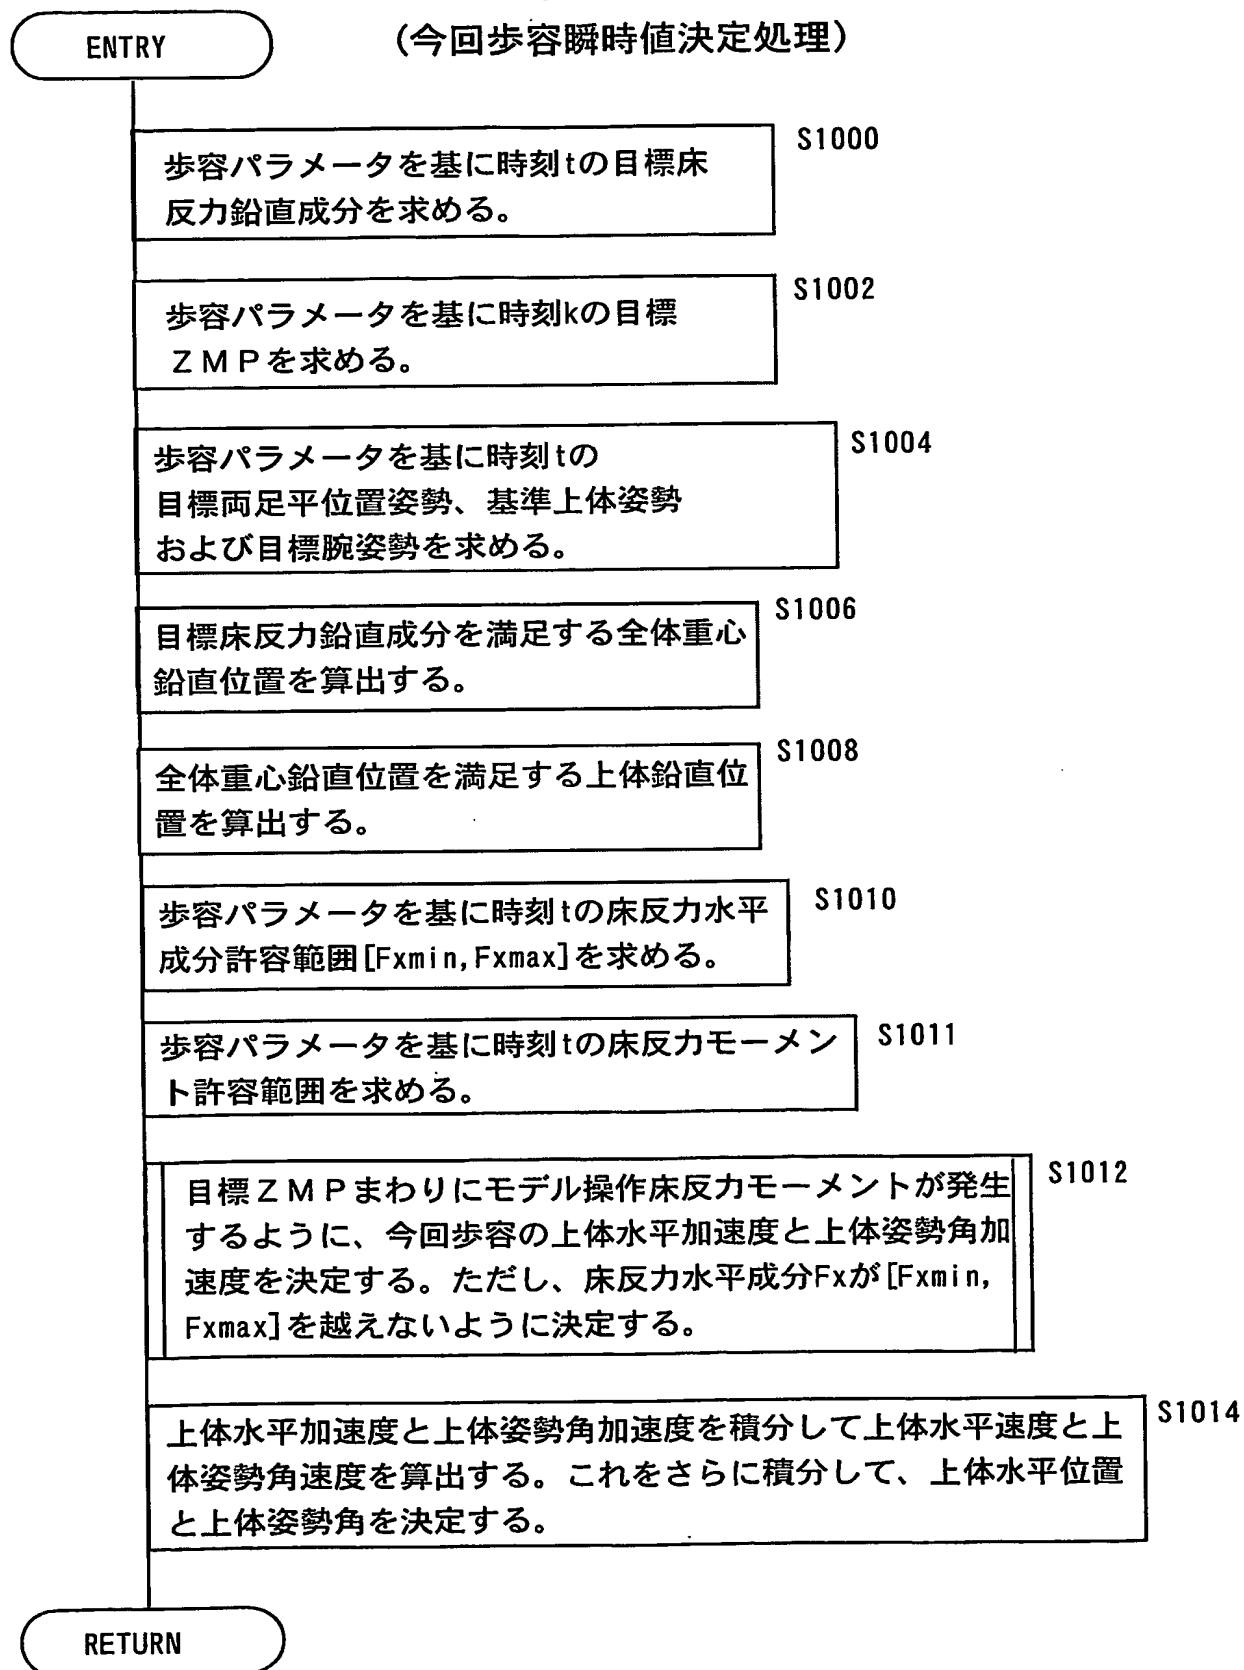 ENTRY
(今回歩容瞬時値決定処理)
S1000
歩容パラメータを基に時刻tの目標床
反力鉛直成分を求める。
S1002
歩容パラメータを基に時刻kの目標
ZMPを求める。
S1004
歩容パラメータを基に時刻tの
目標両足平位置姿勢、基準上体姿勢
および目標腕姿勢を求める。
S1006
目標床反力鉛直成分を満足する全体重心
鉛直位置を算出する。
S1008
全体重心鉛直位置を満足する上体鉛直位
置を算出する。
S1010
歩容パラメータを基に時刻tの床反力水平
成分許容範囲[Fxmin,Fxmax]を求める。
S1011
歩容パラメータを基に時刻tの床反力モーメン
ト許容範囲を求める。
S1012
目標ZMPまわりにモデル操作床反力モーメントが発生
するように、今回歩容の上体水平加速度と上体姿勢角加
速度を決定する。ただし、床反力水平成分Fxが[Fxmin,
Fxmax]を越えないように決定する。
S1014
上体水平加速度と上体姿勢角加速度を積分して上体水平速度と上
体姿勢角速度を算出する。これをさらに積分して、上体水平位置
と上体姿勢角を決定する。
RETURN